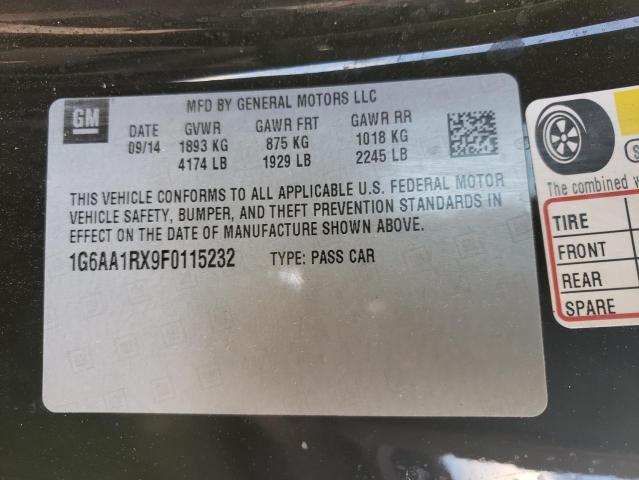 GM
MFD BY GENERAL MOTORS LLC
DATE GVWR GAWR FRT GAWR RR
09/14 1893 KG 875 KG 1018 KG
4174 LB 1929 LB 2245 LB
THIS VEHICLE CONFORMS TO ALL APPLICABLE U.S. FEDERAL MOTOR
VEHICLE SAFETY, BUMPER, AND THEFT PREVENTION STANDARDS IN
EFFECT ON THE DATE OF MANUFACTURE SHOWN ABOVE.
1G6AA1RX9F0115232 TYPE: PASS CAR
The combined
TIRE
FRONT
REAR
SPARE